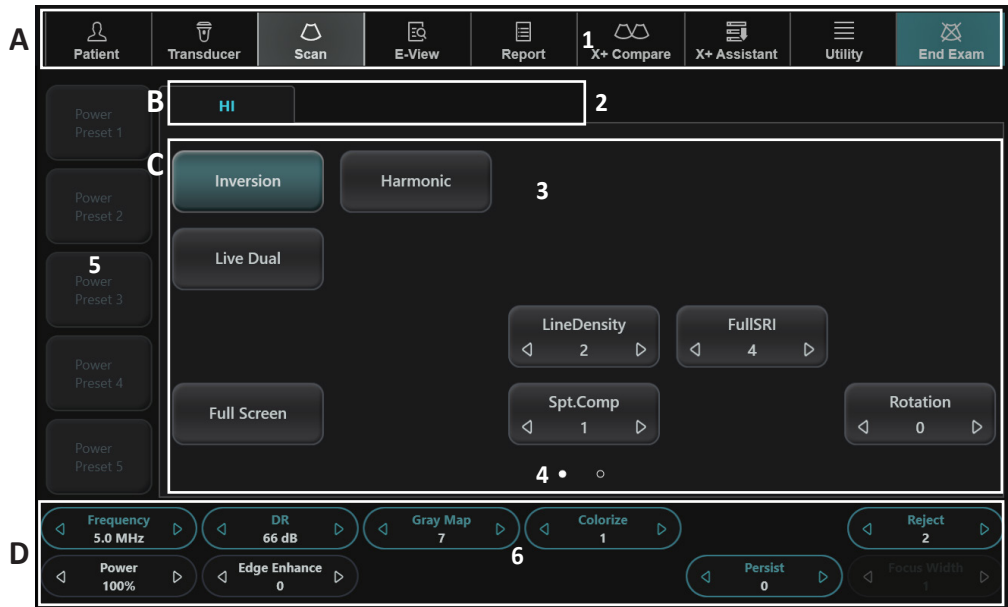 A
Patient
Transducer
Scan
E-View
Report
1
X+ Compare
X+ Assistant
Utility
End Exam
Power
Preset 1
B
HI
2
C
Inversion
Harmonic
3
Power
Preset 2
Live Dual
5
Power
Preset 3
LineDensity
2
FullSRI
4
Power
Preset 4
Full Screen
Spt.Comp
1
Rotation
0
Power
Preset 5
4
D
Frequency
5.0 MHz
DR
66 dB
Gray Map
7
Colorize
1
6
Reject
2
Power
100%
Edge Enhance
0
Persist
0
Focus Width
1